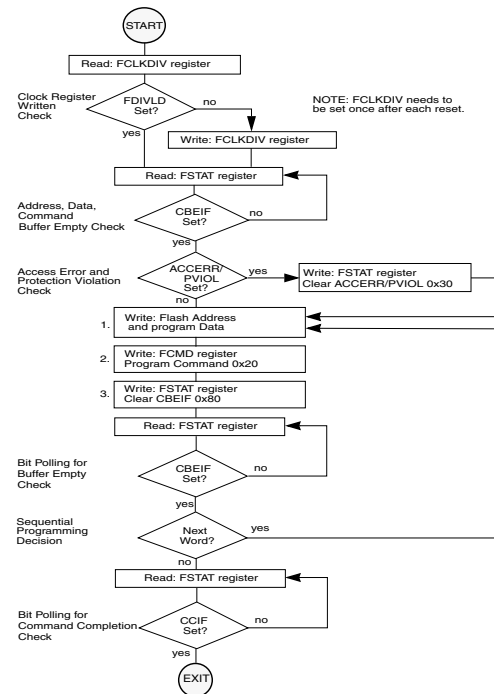 START
Read: FCLKDIV register
Clock Register
Written
Check
FDIVLD
Set?
no
yes
NOTE: FCLKDIV needs to
be set once after each reset.
Write: FCLKDIV register
Read: FSTAT register
Address, Data,
Command
Buffer Empty Check
CBEIF
Set?
no
yes
Access Error and
Protection Violation
Check
ACCERR/
PVIOL
Set?
yes
no
Write: FSTAT register
Clear ACCERR/PVIOL 0x30
1.
Write: Flash Address
and program Data
2.
Write: FCMD register
Program Command 0x20
3.
Write: FSTAT register
Clear CBEIF 0x80
Read: FSTAT register
Bit Polling for
Buffer Empty
Check
CBEIF
Set?
no
yes
Sequential
Programming
Decision
Next
Word?
yes
no
Read: FSTAT register
Bit Polling for
Command Completion
Check
CCIF
Set?
no
yes
EXIT